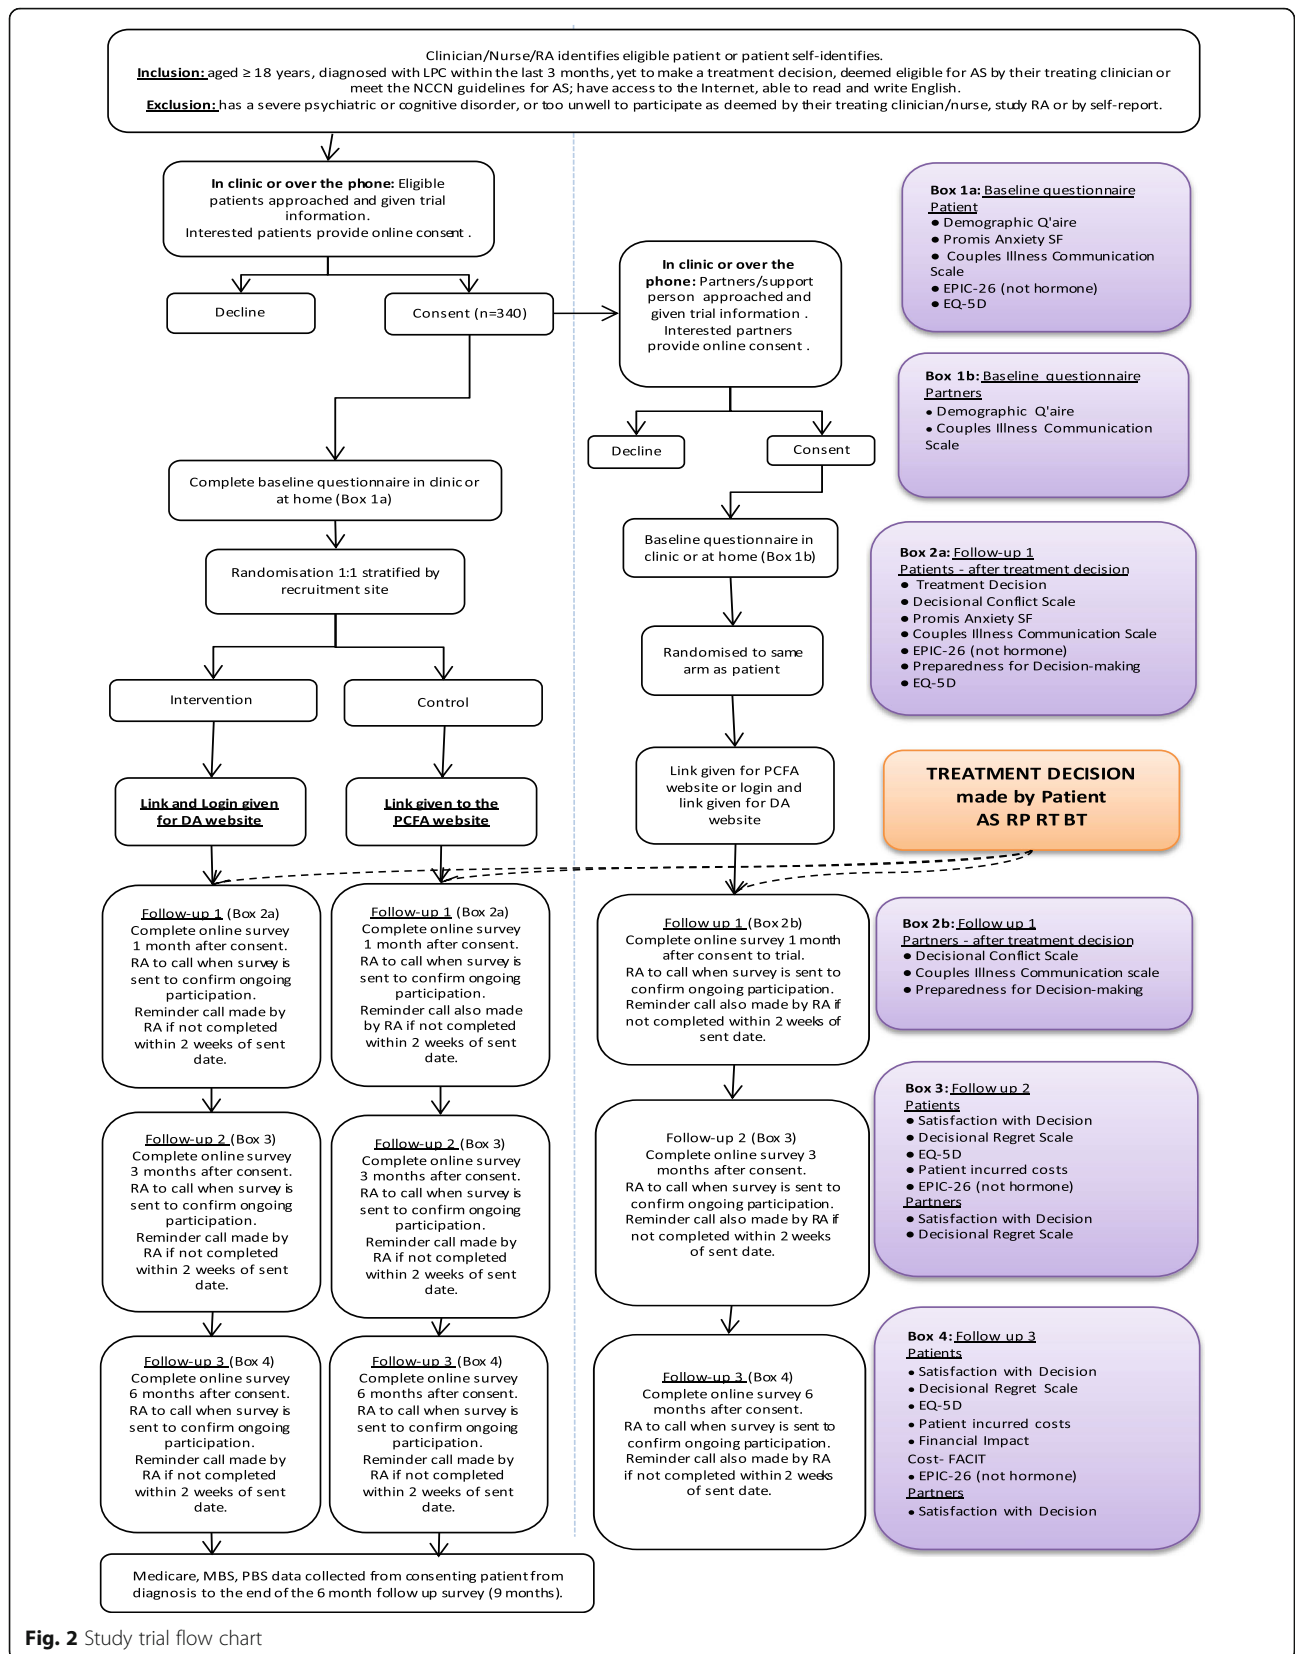 Clinician/Nurse/RA identifies eligible patient or patient self-identifies.
Inclusion: aged ≥ 18 years, diagnosed with LPC within the last 3 months, yet to make a treatment decision, deemed eligible for AS by their treating clinician or
meet the NCCN guidelines for AS; have access to the Internet, able to read and write English.
Exclusion: has a severe psychiatric or cognitive disorder, or too unwell to participate as deemed by their treating clinician/nurse, study RA or by self-report.
In clinic or over the phone: Eligible
patients approached and given trial
information.
Interested patients provide online consent .
Decline
Consent (n=340)
Complete baseline questionnaire in clinic or
at home (Box 1a)
Randomisation 1:1 stratified by
recruitment site
Intervention
Control
Link and Login given
for DA website
Link given to the
PCFA website
Follow-up 1 (Box 2a)
Complete online survey
1 month after consent.
RA to call when survey is
sent to confirm ongoing
participation.
Reminder call made by
RA if not completed
within 2 weeks of sent
date.
Follow-up 1 (Box 2a)
Complete online survey
1 month after consent.
RA to call when survey is
sent to confirm ongoing
participation.
Reminder call also made
by RA if not completed
within 2 weeks of sent
date.
Follow-up 2 (Box 3)
Complete online survey
3 months after consent.
RA to call when survey is
sent to confirm ongoing
participation.
Reminder call made by
RA if not completed
within 2 weeks of sent
date.
Follow-up 2 (Box 3)
Complete online survey
3 months after consent.
RA to call when survey is
sent to confirm ongoing
participation.
Reminder call made by
RA if not completed
within 2 weeks of sent
date.
Follow-up 3 (Box 4)
Complete online survey
6 months after consent.
RA to call when survey is
sent to confirm ongoing
participation.
Reminder call made by
RA if not completed
within 2 weeks of sent
date.
Follow-up 3 (Box 4)
Complete online survey
6 months after consent.
RA to call when survey is
sent to confirm ongoing
participation.
Reminder call made by
RA if not completed
within 2 weeks of sent
date.
Medicare, MBS, PBS data collected from consenting patient from
diagnosis to the end of the 6 month follow up survey (9 months).
In clinic or over the
phone: Partners/support
person approached and
given trial information .
Interested partners
provide online consent .
Decline
Consent
Baseline questionnaire in
clinic or at home (Box 1b)
Randomised to same
arm as patient
Link given for PCFA
website or login and
link given for DA
website
Follow up 1 (Box 2b)
Complete online survey 1 month
after consent to trial.
RA to call when survey is sent to
confirm ongoing participation.
Reminder call also made by RA if
not completed within 2 weeks of
sent date.
Follow-up 2 (Box 3)
Complete online survey 3
months after consent.
RA to call when survey is sent to
confirm ongoing participation.
Reminder call also made by RA if
not completed within 2 weeks
of sent date.
Follow-up 3 (Box 4)
Complete online survey 6
months after consent.
RA to call when survey is sent to
confirm ongoing participation.
Reminder call also made by RA
if not completed within 2 weeks
of sent date.
Box 1a: Baseline questionnaire
Patient
● Demographic Q'aire
● Promis Anxiety SF
● Couples Illness Communication
Scale
● EPIC-26 (not hormone)
● EQ-5D
Box 1b: Baseline questionnaire
Partners
● Demographic Q'aire
● Couples Illness Communication
Scale
Box 2a: Follow-up 1
Patients - after treatment decision
● Treatment Decision
● Decisional Conflict Scale
● Promis Anxiety SF
● Couples Illness Communication Scale
● EPIC-26 (not hormone)
● Preparedness for Decision-making
● EQ-5D
TREATMENT DECISION
made by Patient
AS RP RT BT
Box 2b: Follow up 1
Partners - after treatment decision
● Decisional Conflict Scale
● Couples Illness Communication scale
● Preparedness for Decision-making
Box 3: Follow up 2
Patients
● Satisfaction with Decision
● Decisional Regret Scale
● EQ-5D
● Patient incurred costs
● EPIC-26 (not hormone)
Partners
● Satisfaction with Decision
● Decisional Regret Scale
Box 4: Follow up 3
Patients
● Satisfaction with Decision
● Decisional Regret Scale
● EQ-5D
● Patient incurred costs
● Financial Impact
Cost- FACIT
● EPIC-26 (not hormone)
Partners
● Satisfaction with Decision
Fig. 2 Study trial flow chart